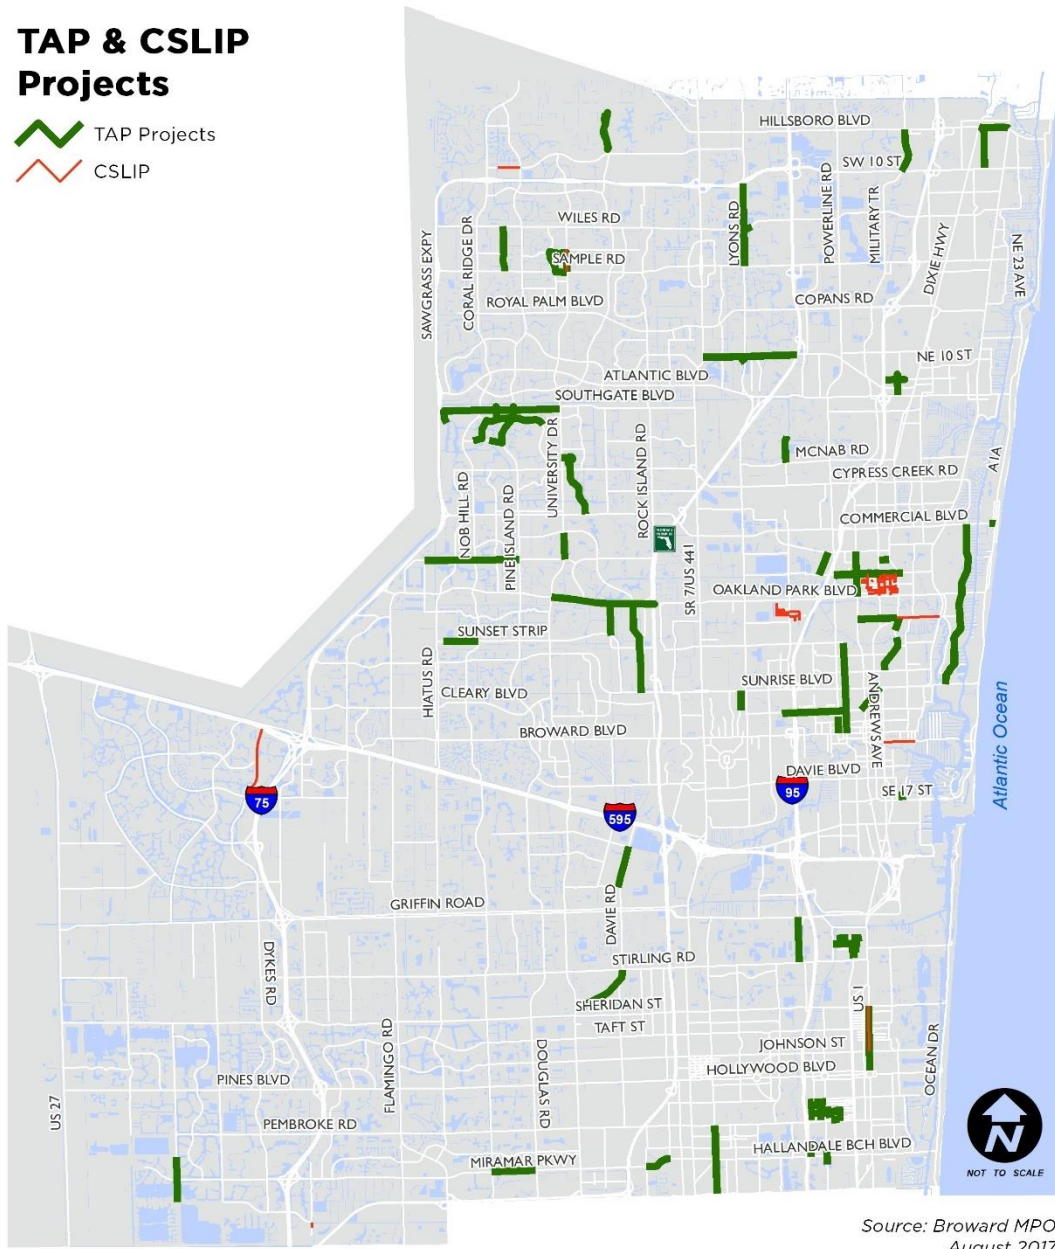 TAP & CSLIP
Projects
TAP Projects
CSLIP
HILLSBORO BLVD
SW 10 ST
WILES RD
LYONS RD
POWERLINE RD
MILITARY TR
DIXIE HWY
NE 23 AVE
SAWGRASS EXPY
CORAL RIDGE DR
SAMPLE RD
ROYAL PALM BLVD
COPANS RD
NE 10 ST
ATLANTIC BLVD
SOUTHGATE BLVD
UNIVERSITY DR
ROCK ISLAND RD
MCNAB RD
CYPRESS CREEK RD
A1A
NOB HILL RD
PINE ISLAND RD
COMMERCIAL BLVD
SR 7/US 441
OAKLAND PARK BLVD
SUNSET STRIP
HIATUS RD
CLEARY BLVD
SUNRISE BLVD
ANDREWS AVE
BROWARD BLVD
DAVIE BLVD
Atlantic Ocean
75
595
95
SE 17 ST
GRIFFIN ROAD
DAVIE RD
DYKES RD
STIRLING RD
SHERIDAN ST
TAFT ST
US 1
JOHNSON ST
HOLLYWOOD BLVD
OCEAN DR
FLAMINGO RD
DOUGLAS RD
PINES BLVD
US 27
PEMBROKE RD
HALLANDALE BCH BLVD
MIRAMAR PKWY
N
NOT TO SCALE
Source: Broward MPO
August 2017